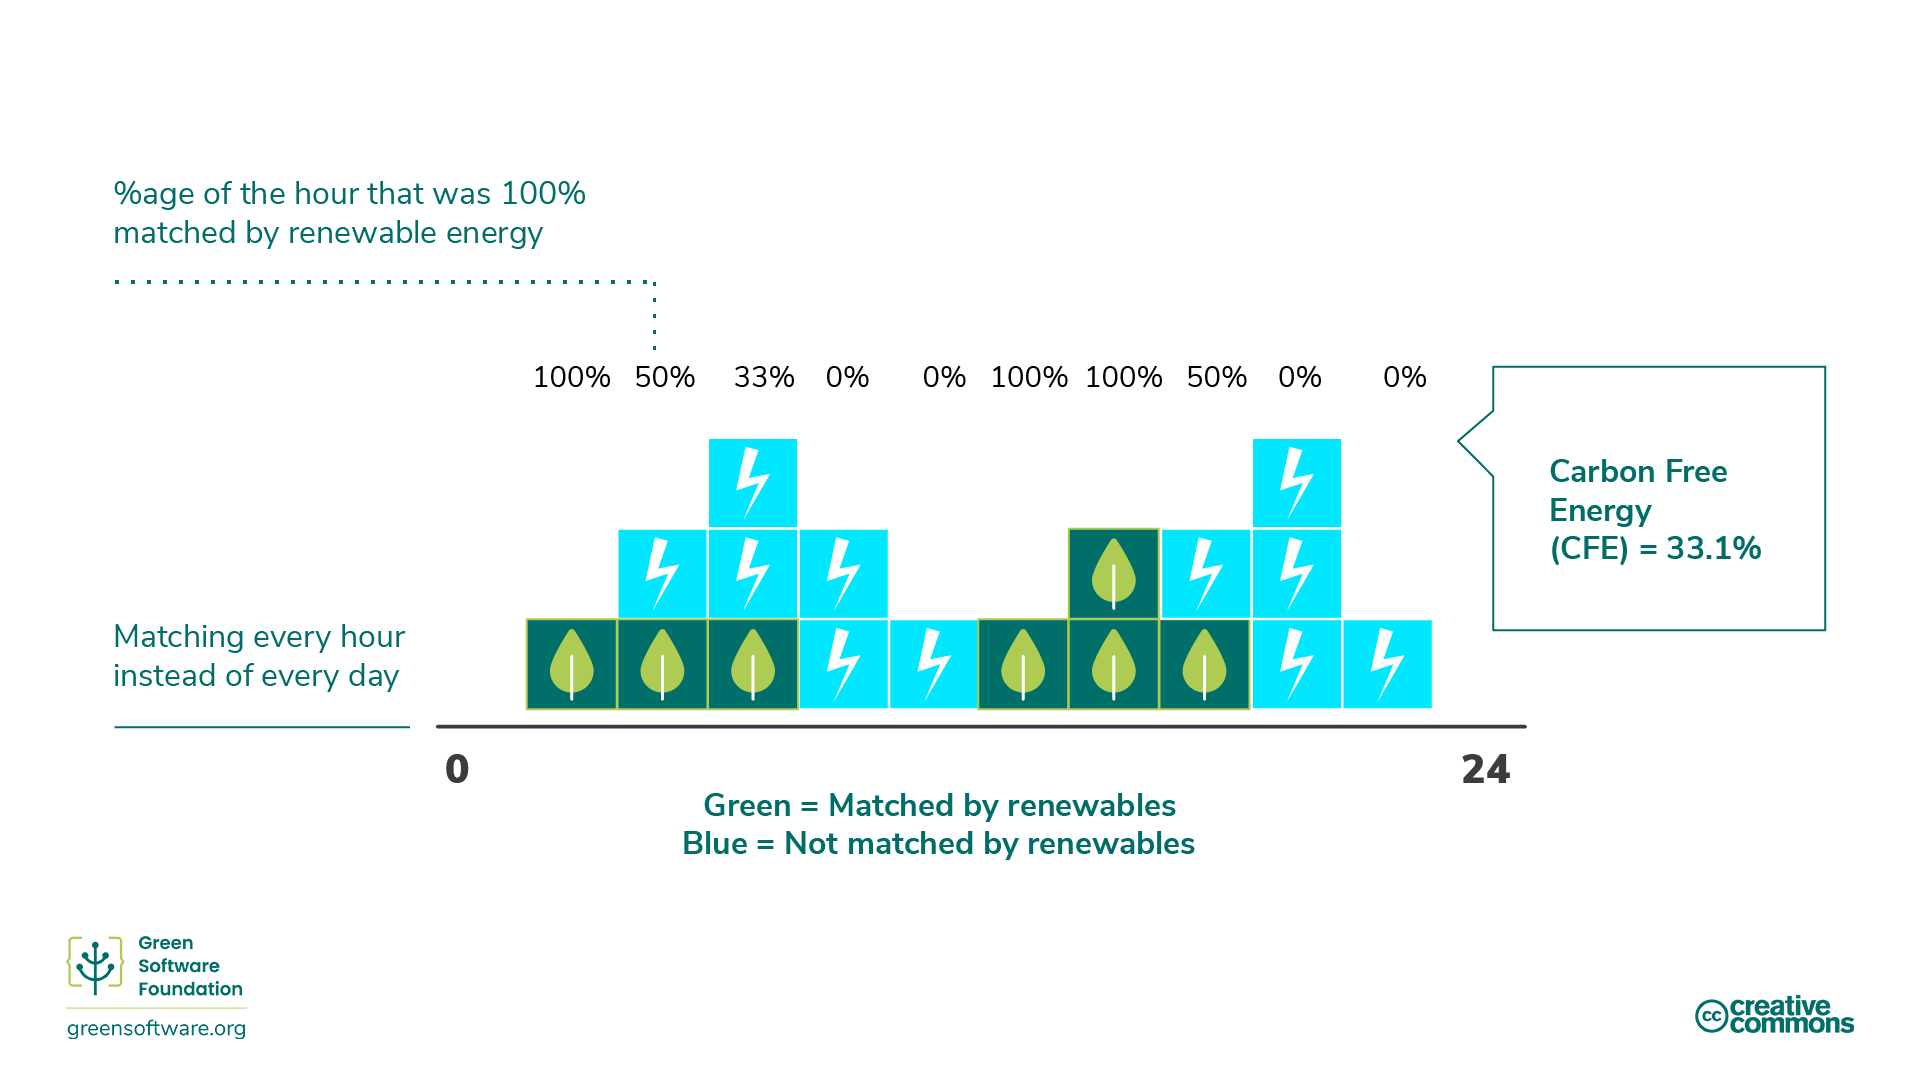 %age of the hour that was 100%
matched by renewable energy
100% 50% 33% 0% 0% 100% 100% 50% 0% 0%
Carbon Free
Energy
(CFE) = 33.1%
Matching every hour
instead of every day
0 24
Green = Matched by renewables
Blue = Not matched by renewables
Green
Software
Foundation
greensoftware.org
cc creative
commons